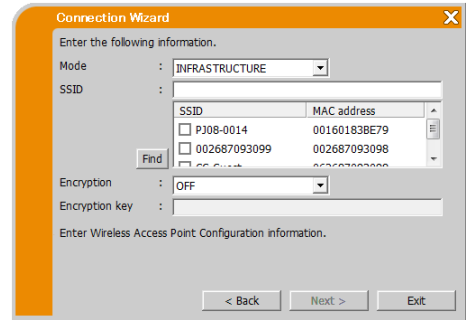 Connection Wizard
Enter the following information.
Mode : INFRASTRUCTURE
SSID :
SSID MAC address
PJ08-0014 00160183BE79
002687093099 002687093098
Find
Encryption : OFF
Encryption key :
Enter Wireless Access Point Configuration information.
< Back Next > Exit